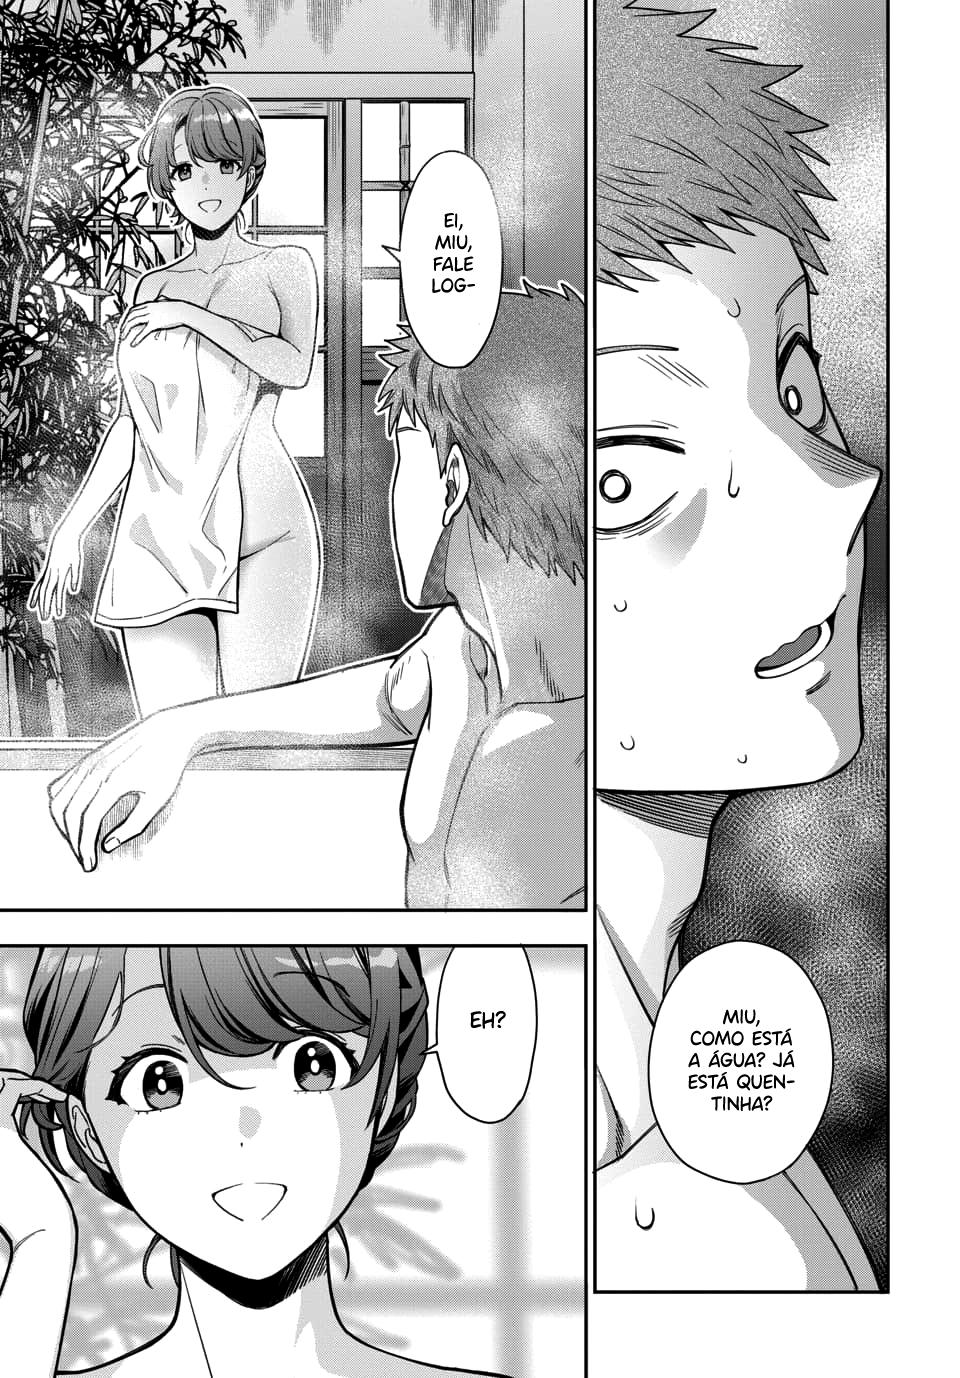 MIU,
COMO ESTÁ
A ÁGUA? JÁ
ESTÁ QUEN-
TINHA?
EI,
MIU,
FALE
LOG-
EH?